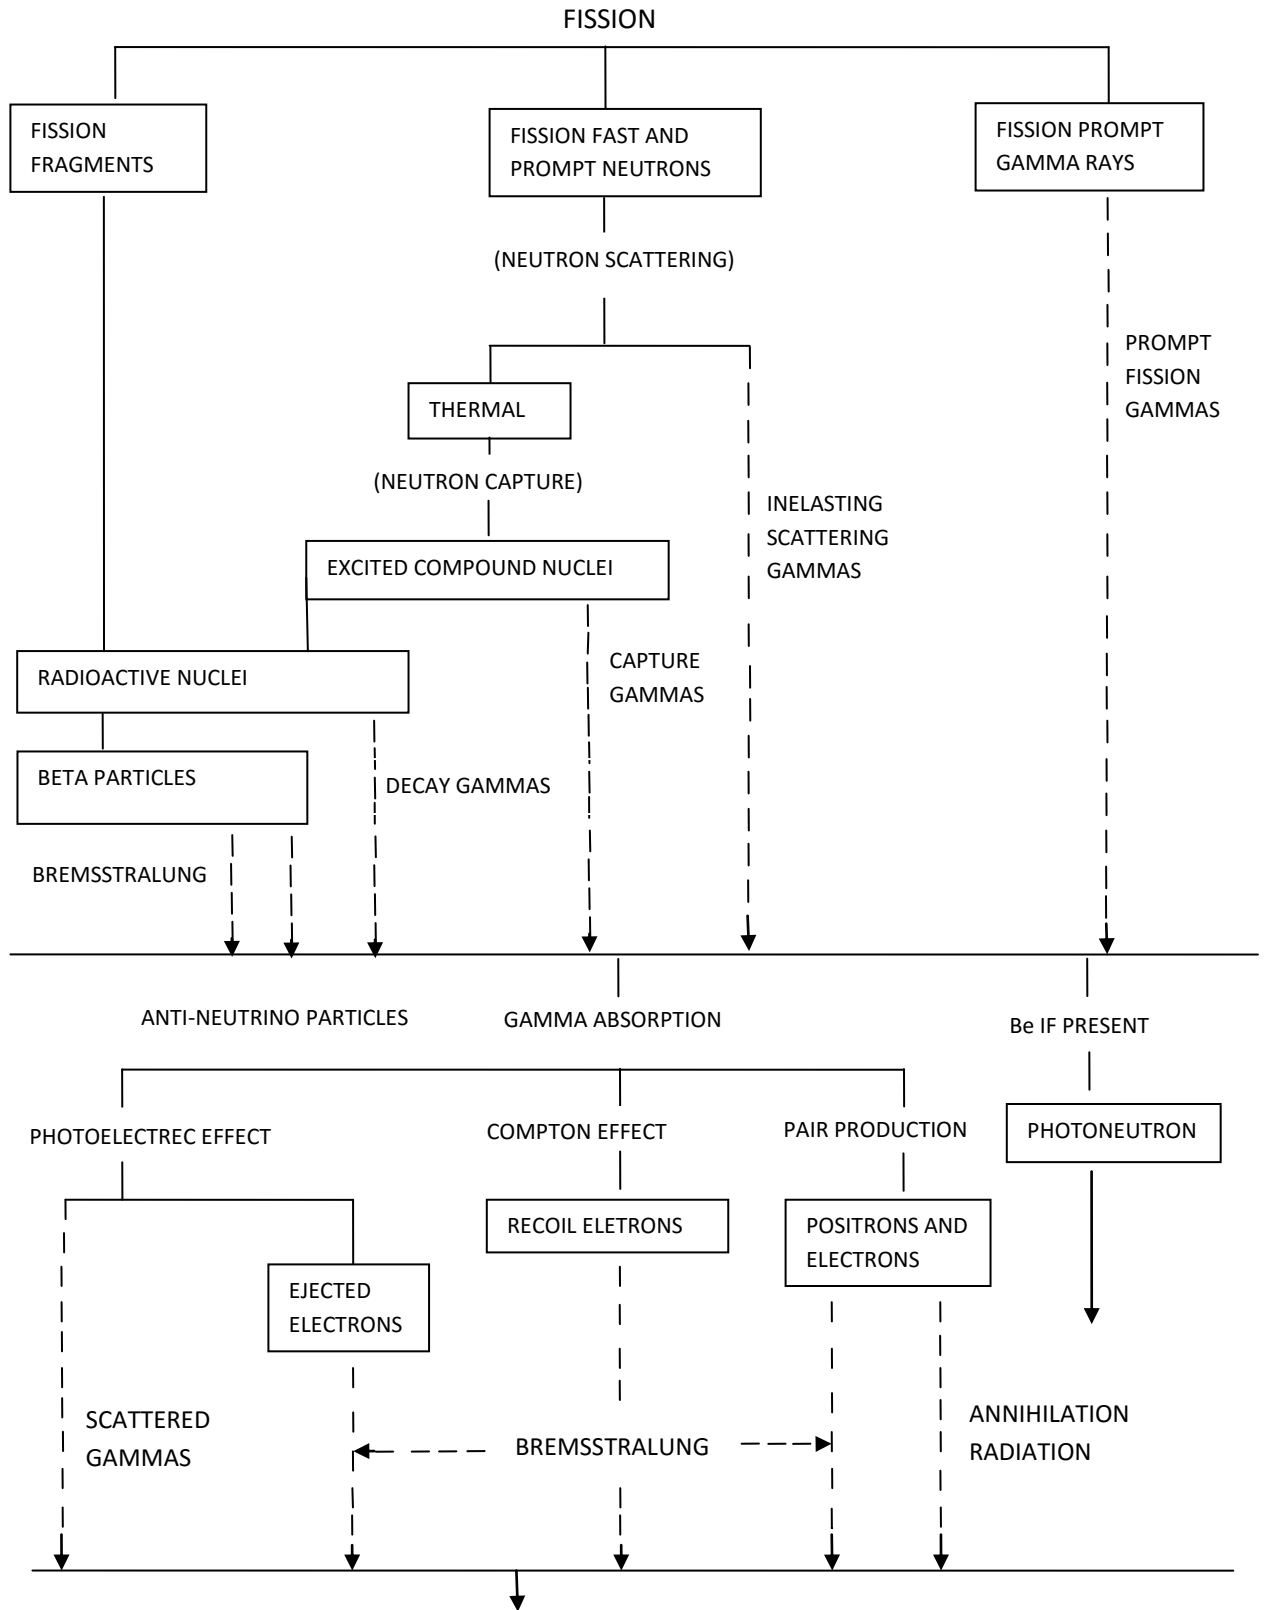 FISSION
FISSION
FRAGMENTS
FISSION FAST AND
PROMPT NEUTRONS
FISSION PROMPT
GAMMA RAYS
(NEUTRON SCATTERING)
PROMPT
FISSION
GAMMAS
THERMAL
(NEUTRON CAPTURE)
INELASTING
SCATTERING
GAMMAS
EXCITED COMPOUND NUCLEI
CAPTURE
GAMMAS
RADIOACTIVE NUCLEI
BETA PARTICLES
DECAY GAMMAS
BREMSSTRALUNG
ANTI-NEUTRINO PARTICLES
GAMMA ABSORPTION
Be IF PRESENT
PHOTOELECTREC EFFECT
COMPTON EFFECT
PAIR PRODUCTION
PHOTONEUTRON
RECOIL ELETRONS
POSITRONS AND
ELECTRONS
EJECTED
ELECTRONS
SCATTERED
GAMMAS
BREMSSTRALUNG
ANNIHILATION
RADIATION